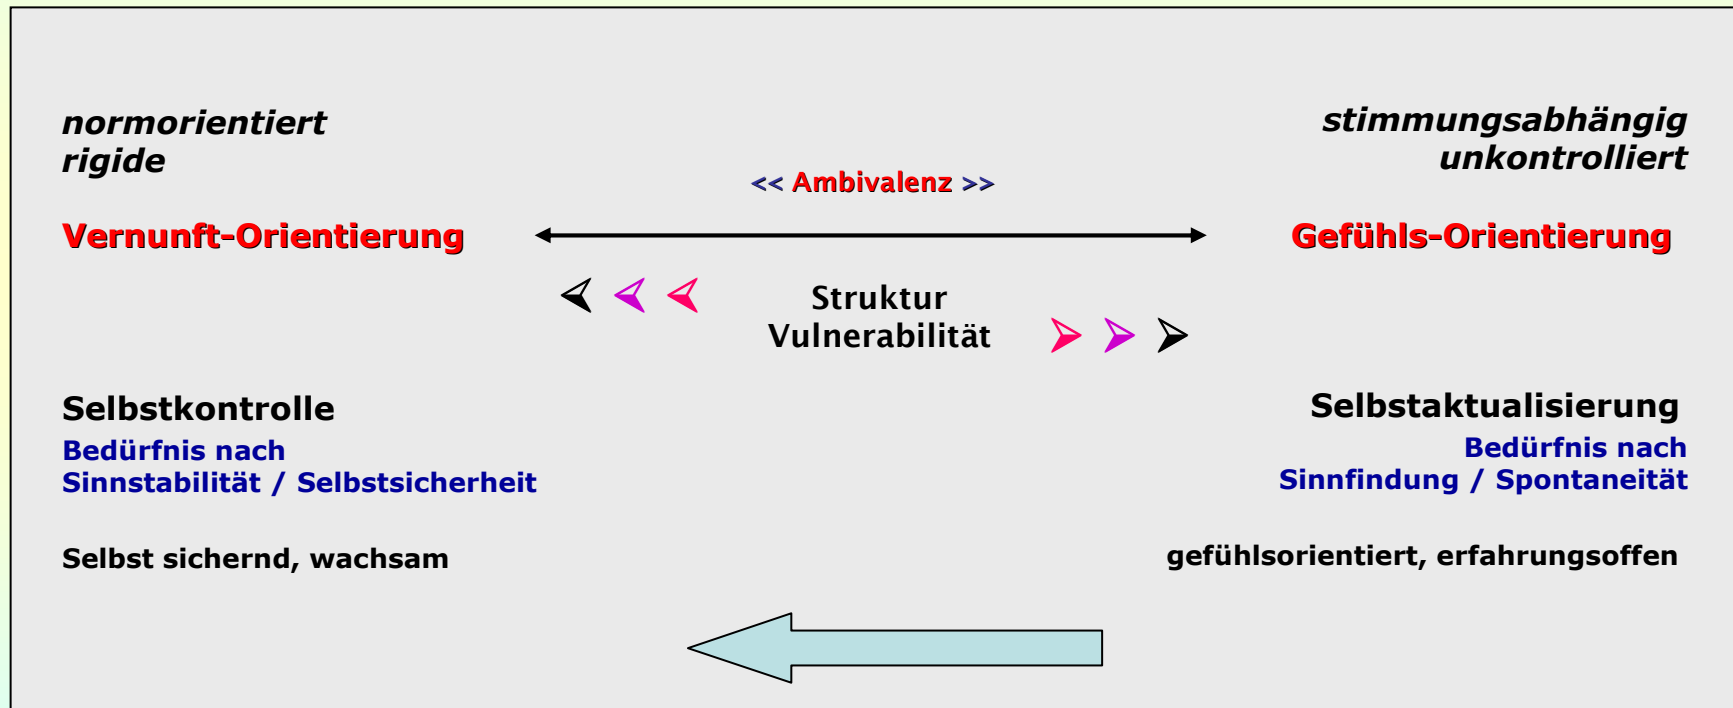 normorientiert
rigide
stimmungsabhängig
unkontrolliert
<< Ambivalenz >>
Vernunft-Orientierung
Gefühls-Orientierung
Struktur
Vulnerabilität
Selbstkontrolle
Bedürfnis nach
Sinnstabilität / Selbstsicherheit
Selbstaktualisierung
Bedürfnis nach
Sinnfindung / Spontaneität
Selbst sichernd, wachsam
gefühlsorientiert, erfahrungsoffen